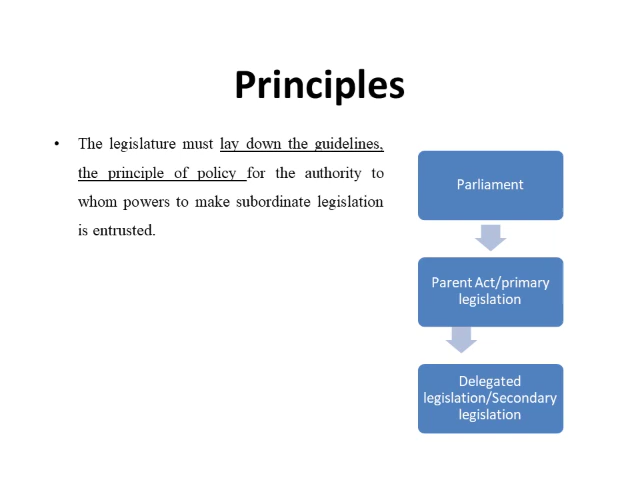 Principles
• The legislature must lay down the guidelines,
the principle of policy for the authority to
whom powers to make subordinate legislation
is entrusted.
Parliament
Parent Act/primary
legislation
Delegated
legislation/Secondary
legislation